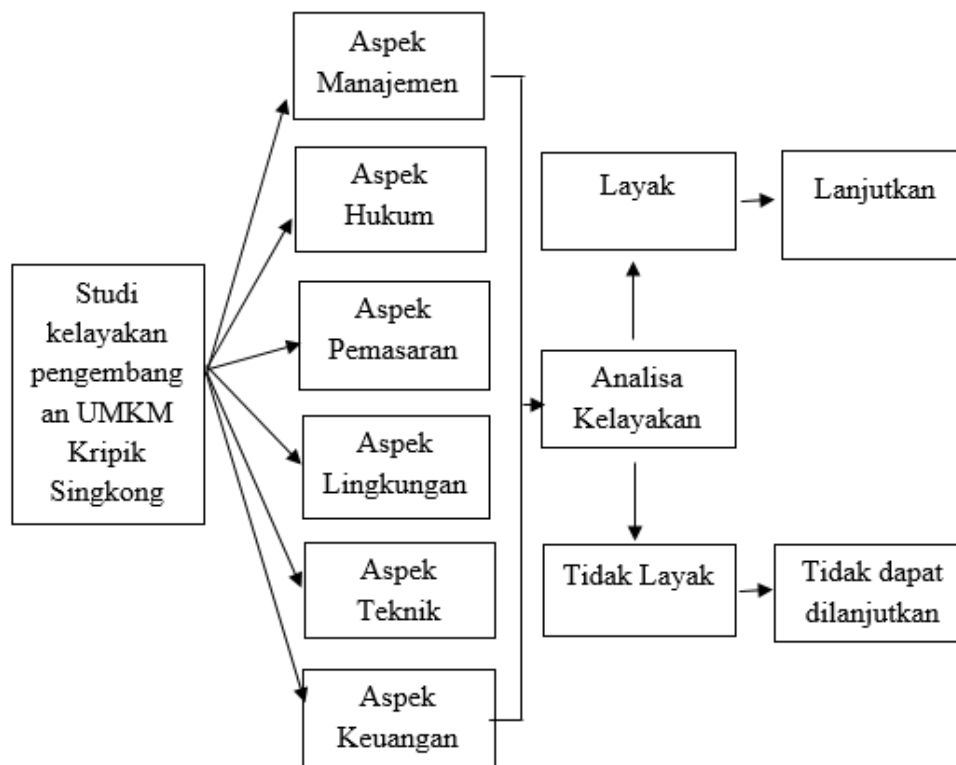 Studi
kelayakan
pengembang
an UMKM
Kripik
Singkong
Aspek
Manajemen
Aspek
Hukum
Aspek
Pemasaran
Aspek
Lingkungan
Aspek
Teknik
Aspek
Keuangan
Analisa
Kelayakan
Layak
Lanjutkan
Tidak Layak
Tidak dapat
dilanjutkan